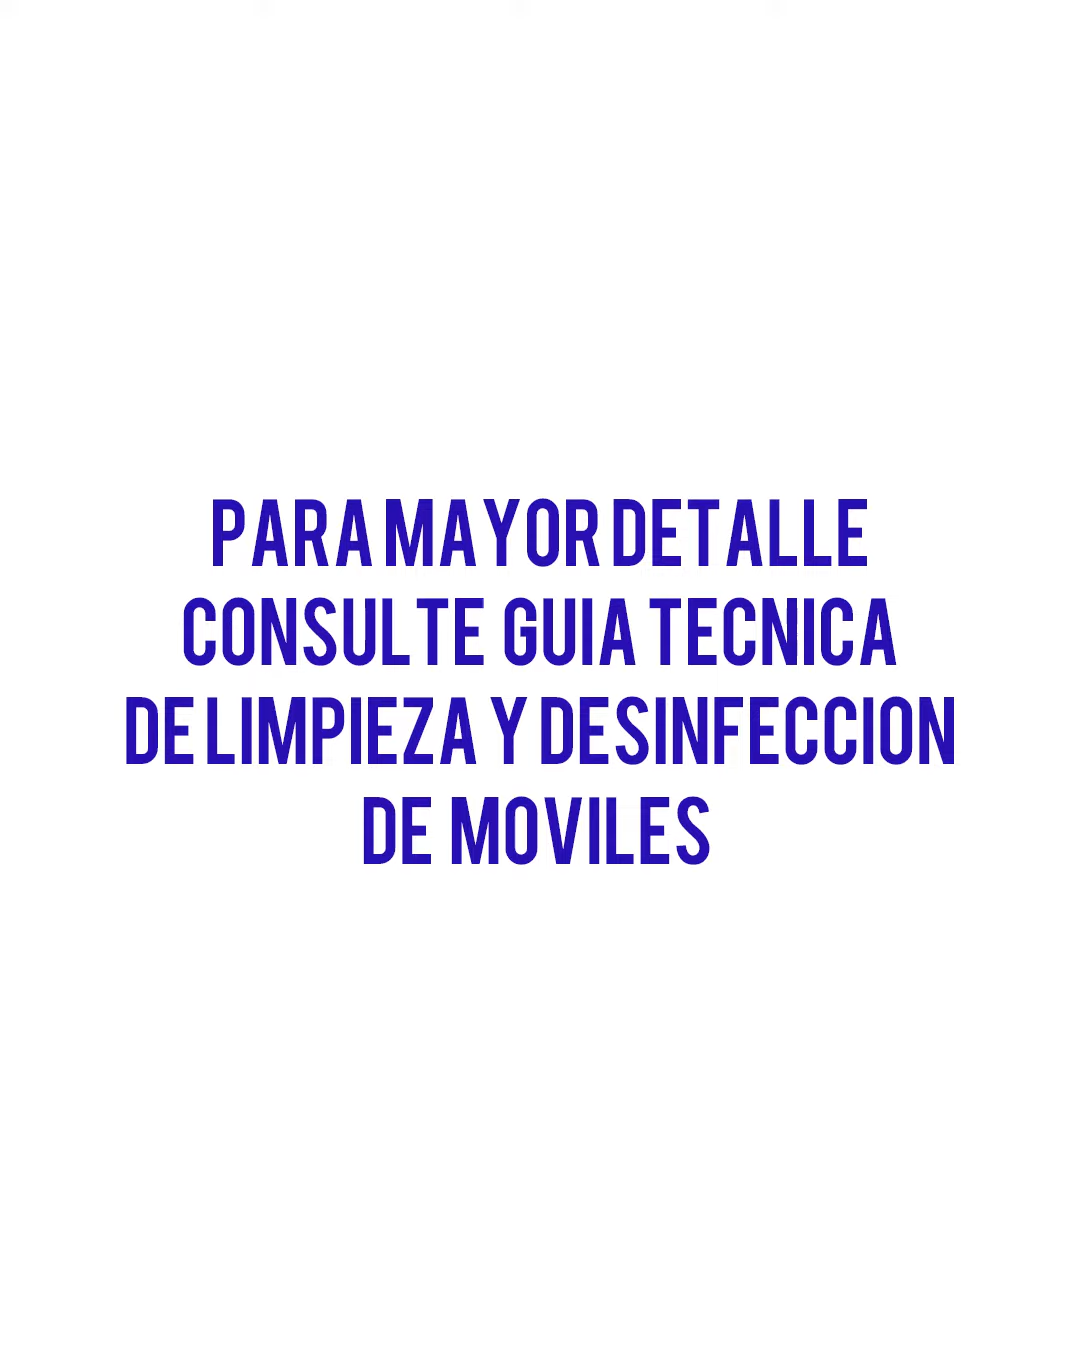 PARA MAYOR DETALLE
CONSULTE GUIA TECNICA
DE LIMPIEZA Y DESINFECCION
DE MOVILES